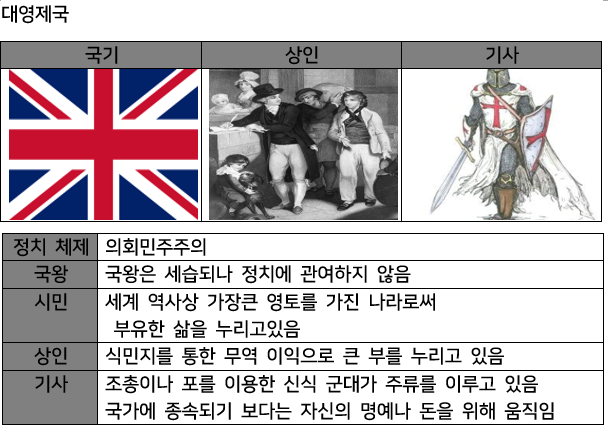 대영제국
국기 상인 기사
정치 체제 의회민주주의
국왕 국왕은 세습되나 정치에 관여하지 않음
시민 세계 역사상 가장큰 영토를 가진 나라로써
부유한 삶을 누리고있음
상인 식민지를 통한 무역 이익으로 큰 부를 누리고 있음
기사 조총이나 포를 이용한 신식 군대가 주류를 이루고 있음
국가에 종속되기 보다는 자신의 명예나 돈을 위해 움직임